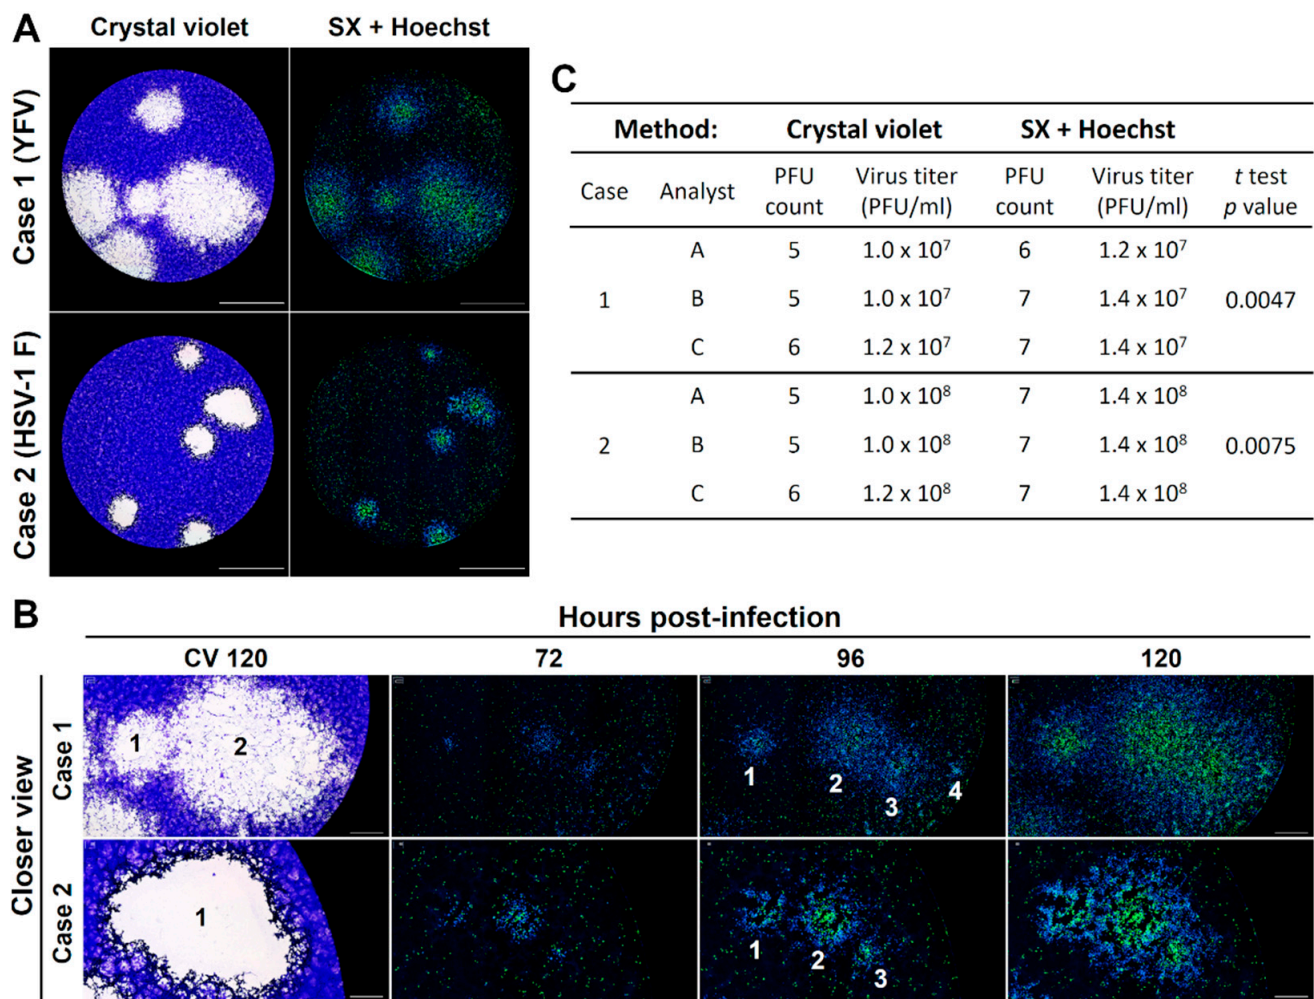 A
Crystal violet
SX + Hoechst
Case 1 (YFV)
Case 2 (HSV-1 F)
C
Method: Crystal violet SX + Hoechst
Case Analyst PFU count Virus titer (PFU/ml) PFU count Virus titer (PFU/ml) t test p value
A 5 1.0 x 10⁷ 6 1.2 x 10⁷
1 B 5 1.0 x 10⁷ 7 1.4 x 10⁷ 0.0047
C 6 1.2 x 10⁷ 7 1.4 x 10⁷
A 5 1.0 x 10⁸ 7 1.4 x 10⁸
2 B 5 1.0 x 10⁸ 7 1.4 x 10⁸ 0.0075
C 6 1.2 x 10⁸ 7 1.4 x 10⁸
B
Hours post-infection
CV 120 72 96 120
Closer view
Case 1
1 2
1 2 3 4
Case 2
1
1 2 3